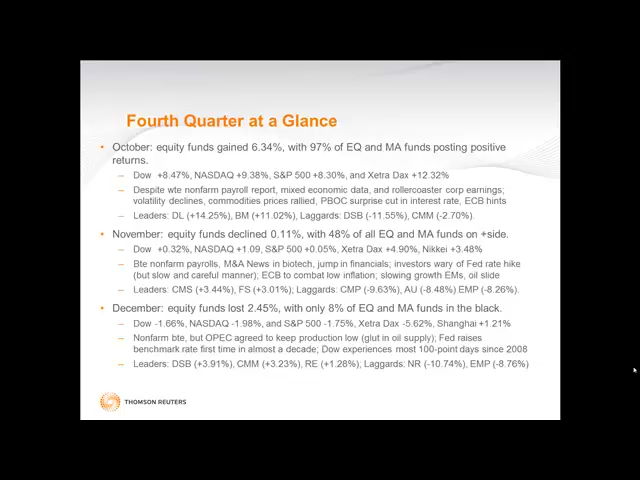 Fourth Quarter at a Glance
• October: equity funds gained 6.34%, with 97% of EQ and MA funds posting positive
returns.
– Dow +8.47%, NASDAQ +9.38%, S&P 500 +8.30%, and Xetra Dax +12.32%
– Despite wte nonfarm payroll report, mixed economic data, and rollercoaster corp earnings;
volatility declines, commodities prices rallied, PBOC surprise cut in interest rate, ECB hints
– Leaders: DL (+14.25%), BM (+11.02%), Laggards: DSB (-11.55%), CMM (-2.70%).
• November: equity funds declined 0.11%, with 48% of all EQ and MA funds on +side.
– Dow +0.32%, NASDAQ +1.09, S&P 500 +0.05%, Xetra Dax +4.90%, Nikkei +3.48%
– Bte nonfarm payrolls, M&A News in biotech, jump in financials; investors wary of Fed rate hike
(but slow and careful manner); ECB to combat low inflation; slowing growth EMs, oil slide
– Leaders: CMS (+3.44%), FS (+3.01%); Laggards: CMP (-9.63%), AU (-8.48%) EMP (-8.26%).
• December: equity funds lost 2.45%, with only 8% of EQ and MA funds in the black.
– Dow -1.66%, NASDAQ -1.98%, and S&P 500 -1.75%, Xetra Dax -5.62%, Shanghai +1.21%
– Nonfarm bte, but OPEC agreed to keep production low (glut in oil supply); Fed raises
benchmark rate first time in almost a decade; Dow experiences most 100-point days since 2008
– Leaders: DSB (+3.91%), CMM (+3.23%), RE (+1.28%); Laggards: NR (-10.74%), EMP (-8.76%)
THOMSON REUTERS